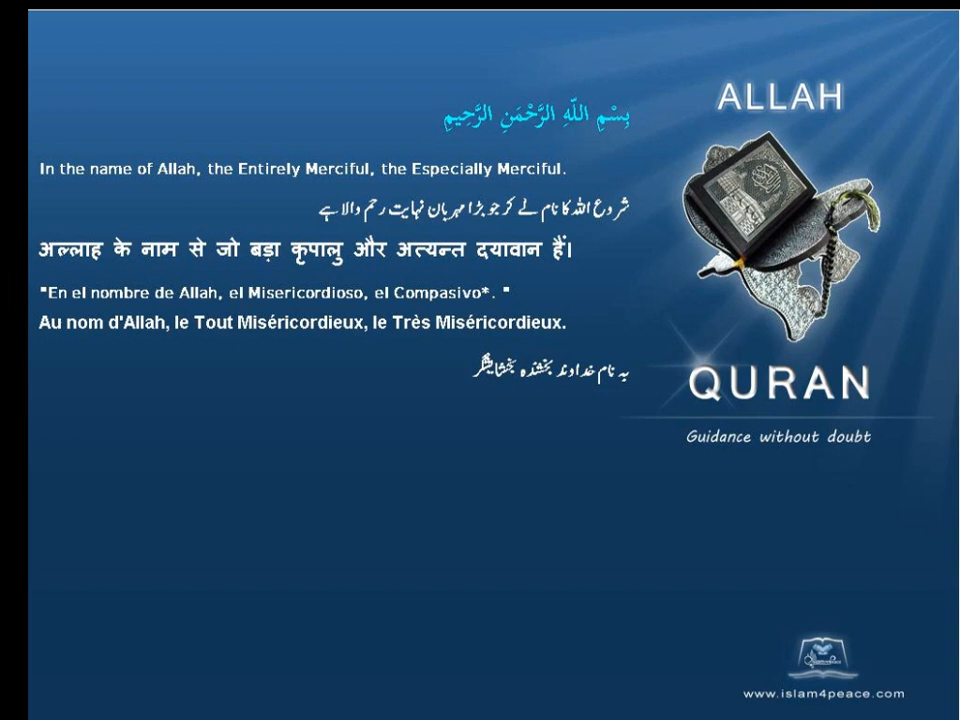 بِسْمِ اللّهِ الرَّحْمَنِ الرَّحِيمِ
In the name of Allah, the Entirely Merciful, the Especially Merciful.
شروع الله کا نام لے کر جو بڑا مہربان نہایت رحم والا ہے
अल्लाह के नाम से जो बड़ा कृपालु और अत्यन्त दयावान हैं।
"En el nombre de Allah, el Misericordioso, el Compasivo*. "
Au nom d'Allah, le Tout Miséricordieux, le Très Miséricordieux.
به نام خداوند بخشنده بخشایشگر
ALLAH
QURAN
Guidance without doubt
www.islam4peace.com